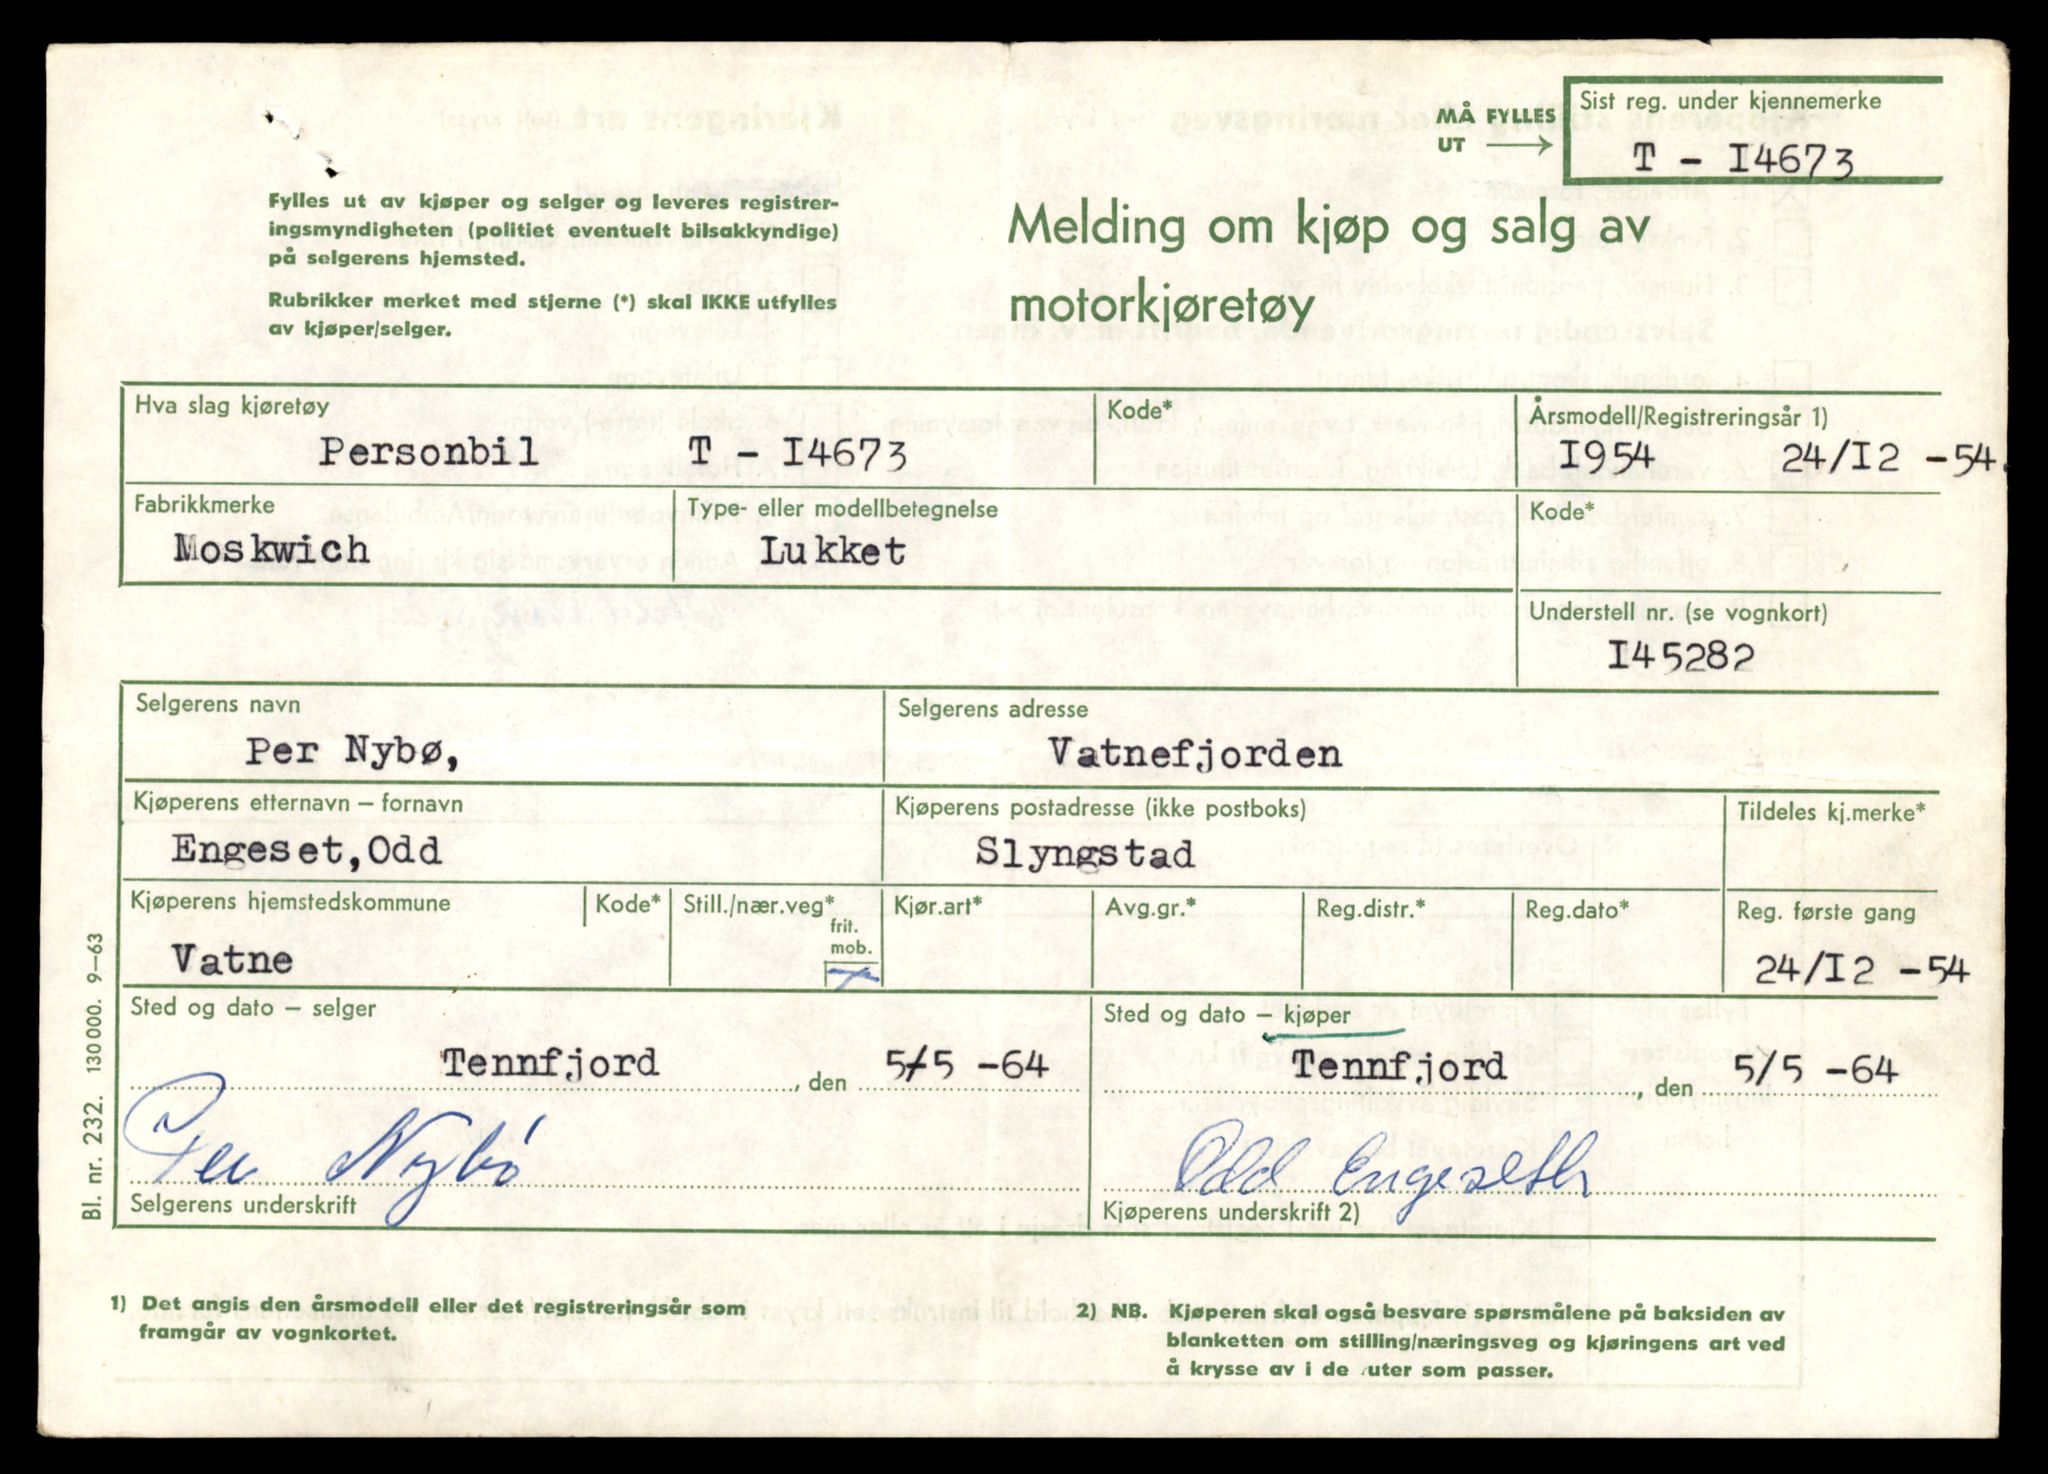 MÅ FYLLES
UT
Sist reg. under kjennemerke
T - I4673
Fylles ut av kjøper og selger og leveres registrer-
ingsmyndigheten (politiet eventuelt bilsakkyndige)
på selgerens hjemsted.
Rubrikker merket med stjerne (*) skal IKKE utfylles
av kjøper/selger.
Melding om kjøp og salg av
motorkjøretøy
Hva slag kjøretøy
Kode*
Årsmodell/Registreringsår 1)
Personbil T - I4673
I954 24/I2 -54.
Fabrikkmerke
Type- eller modellbetegnelse
Kode*
Moskwich
Lukket
Understell nr. (se vognkort)
I45282
Selgerens navn
Selgerens adresse
Per Nybø,
Vatnefjorden
Kjøperens etternavn – fornavn
Kjøperens postadresse (ikke postboks)
Tildeles kj.merke*
Engeset,Odd
Slyngstad
Kjøperens hjemstedskommune
Kode*
Still./nær.veg*
frit.
mob.
Kjør.art*
Avg.gr.*
Reg.distr.*
Reg.dato*
Reg. første gang
Vatne
24/I2 -54
Sted og dato – selger
Sted og dato – kjøper
Tennfjord , den 5/5 -64
Tennfjord , den 5/5 -64
Per Nybö
Odd Engeseth
Selgerens underskrift
Kjøperens underskrift 2)
Bl. nr. 232. 130000. 9–63
1) Det angis den årsmodell eller det registreringsår som
framgår av vognkortet.
2) NB. Kjøperen skal også besvare spørsmålene på baksiden av
blanketten om stilling/næringsveg og kjøringens art ved
å krysse av i de ruter som passer.